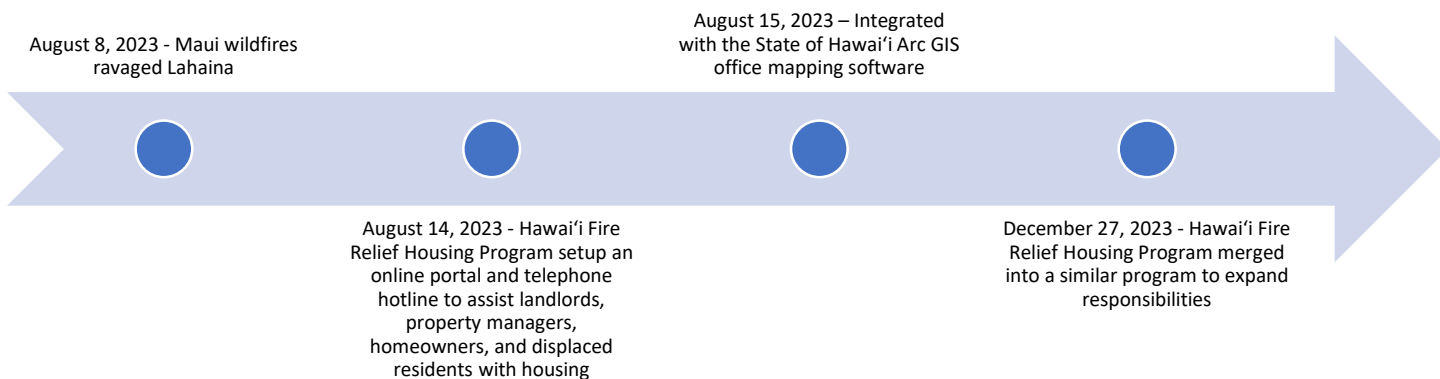 August 8, 2023 - Maui wildfires
ravaged Lahaina
August 14, 2023 - Hawaiʻi Fire
Relief Housing Program setup an
online portal and telephone
hotline to assist landlords,
property managers,
homeowners, and displaced
residents with housing
August 15, 2023 – Integrated
with the State of Hawaiʻi Arc GIS
office mapping software
December 27, 2023 - Hawaiʻi Fire
Relief Housing Program merged
into a similar program to expand
responsibilities